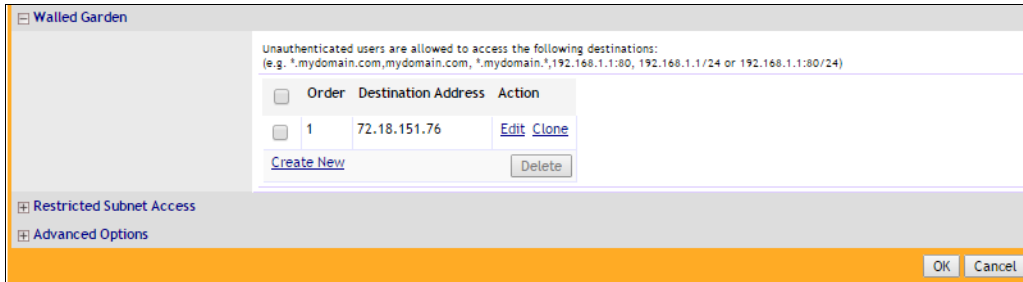 Walled Garden
Unauthenticated users are allowed to access the following destinations:
(e.g. *.mydomain.com,mydomain.com, *.mydomain.*,192.168.1.1:80, 192.168.1.1/24 or 192.168.1.1:80/24)
Order Destination Address Action
1 72.18.151.76 Edit Clone
Create New Delete
Restricted Subnet Access
Advanced Options
OK Cancel